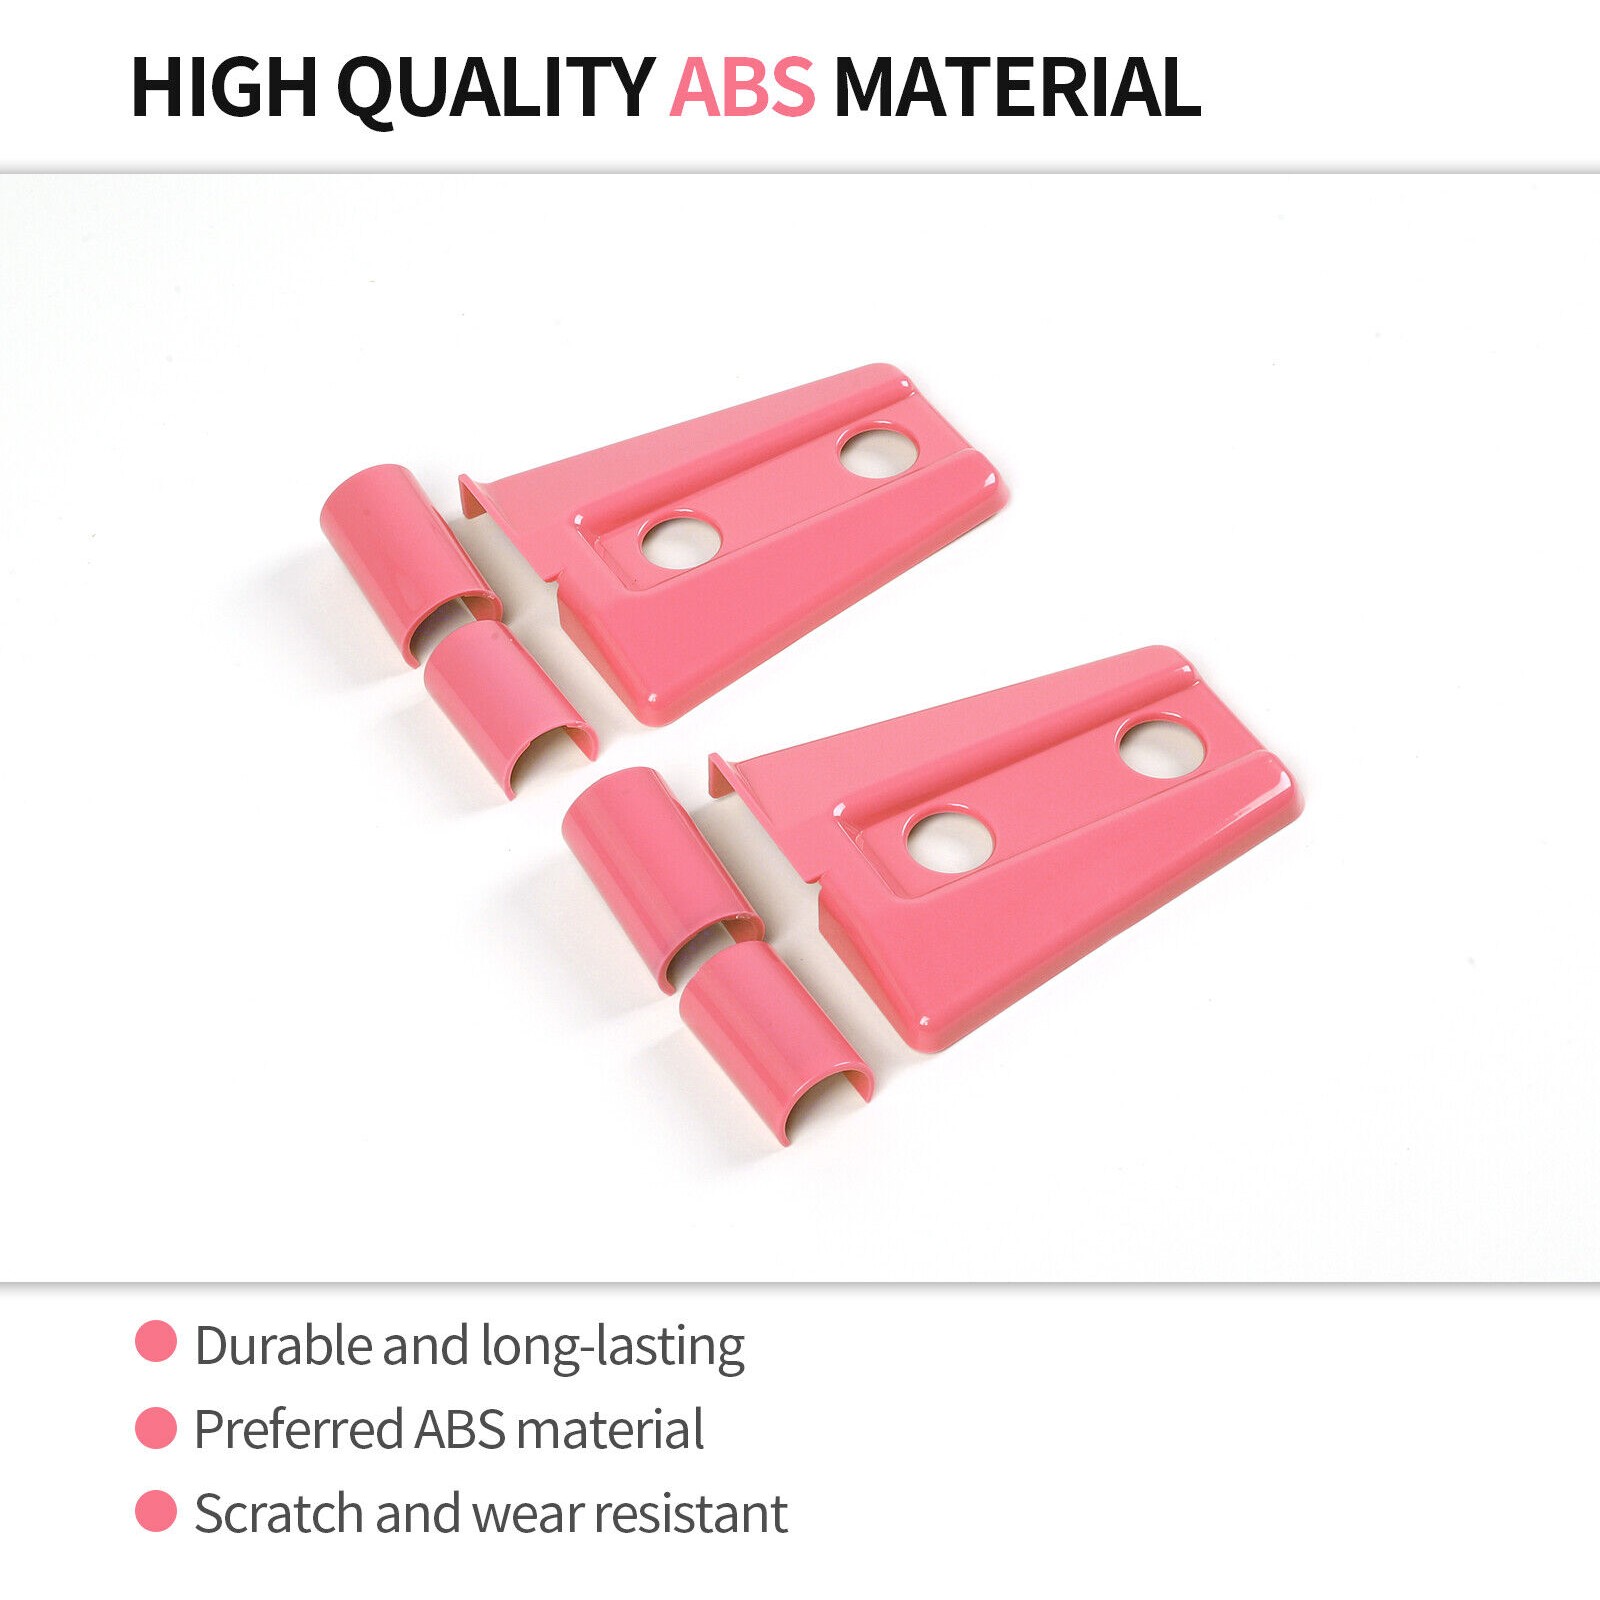 HIGH QUALITY ABS MATERIAL
Durable and long-lasting
Preferred ABS material
Scratch and wear resistant